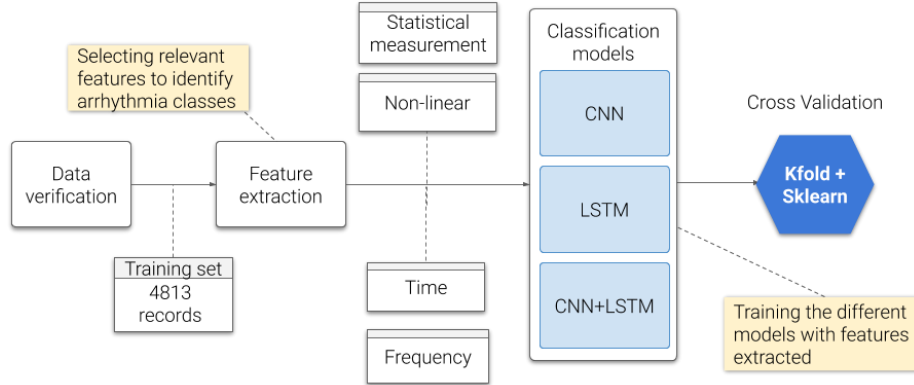 Selecting relevant
features to identify
arrhythmia classes
Data
verification
Training set
4813
records
Feature
extraction
Statistical
measurement
Non-linear
Time
Frequency
Classification
models
CNN
LSTM
CNN+LSTM
Cross Validation
Kfold +
Sklearn
Training the different
models with features
extracted